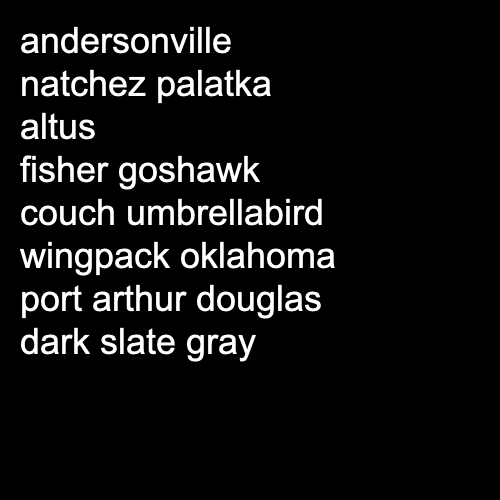 andersonville
natchez palatka
altus
fisher goshawk
couch umbrellabird
wingpack oklahoma
port arthur douglas
dark slate gray